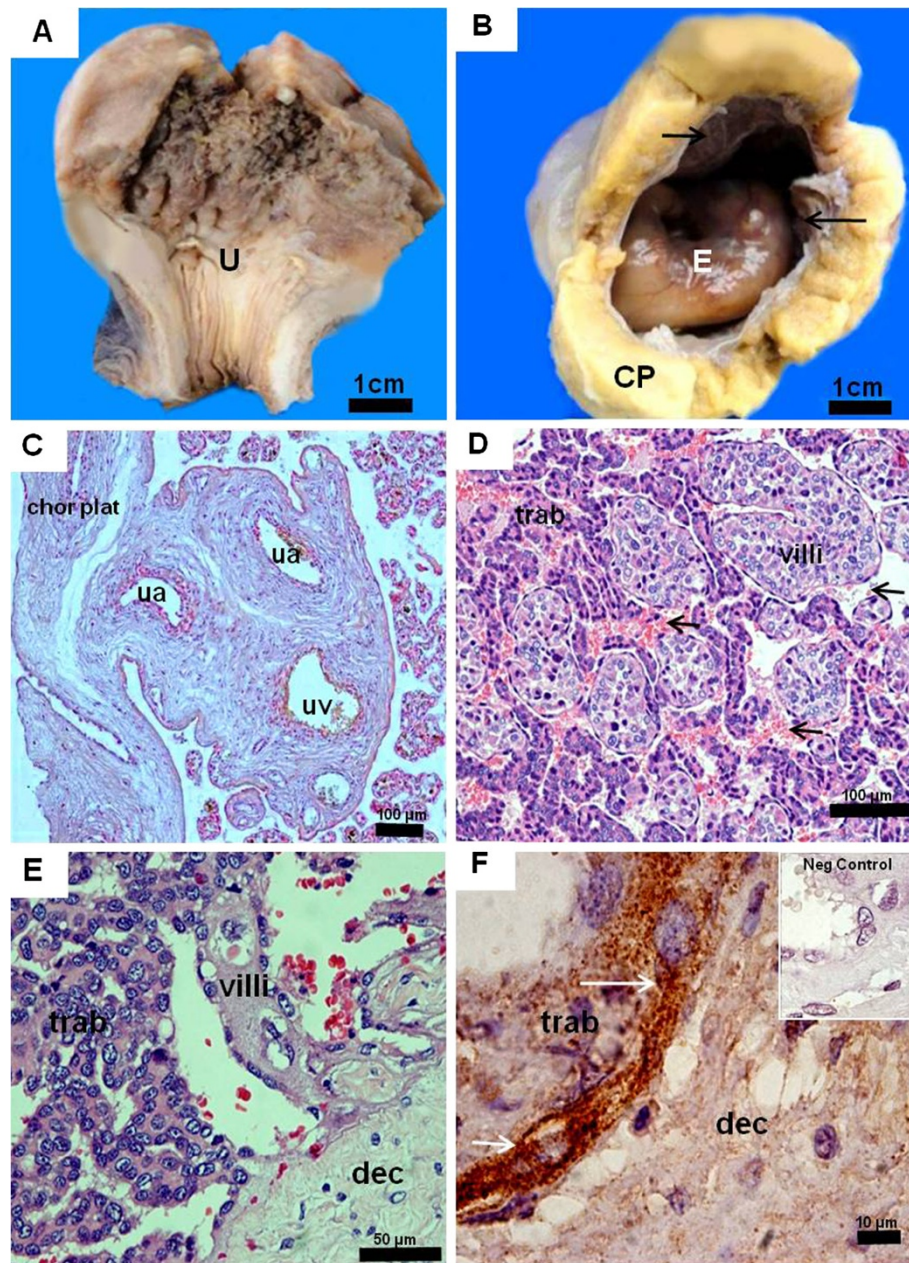 A
U
1cm
B
E
CP
1cm
C
chor plat
ua
ua
uv
100 µm
D
trab
villi
100 µm
E
trab
villi
dec
50 µm
F
Neg Control
trab
dec
10 µm